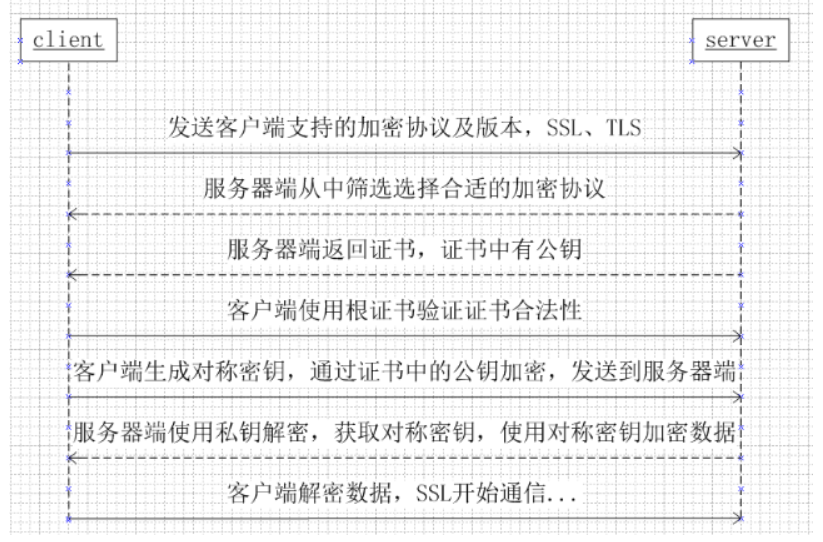 client
server
发送客户端支持的加密协议及版本，SSL、TLS
服务器端从中筛选选择合适的加密协议
服务器端返回证书，证书中有公钥
客户端使用根证书验证证书合法性
客户端生成对称密钥，通过证书中的公钥加密，发送到服务器端
服务器端使用私钥解密，获取对称密钥，使用对称密钥加密数据
客户端解密数据，SSL开始通信...